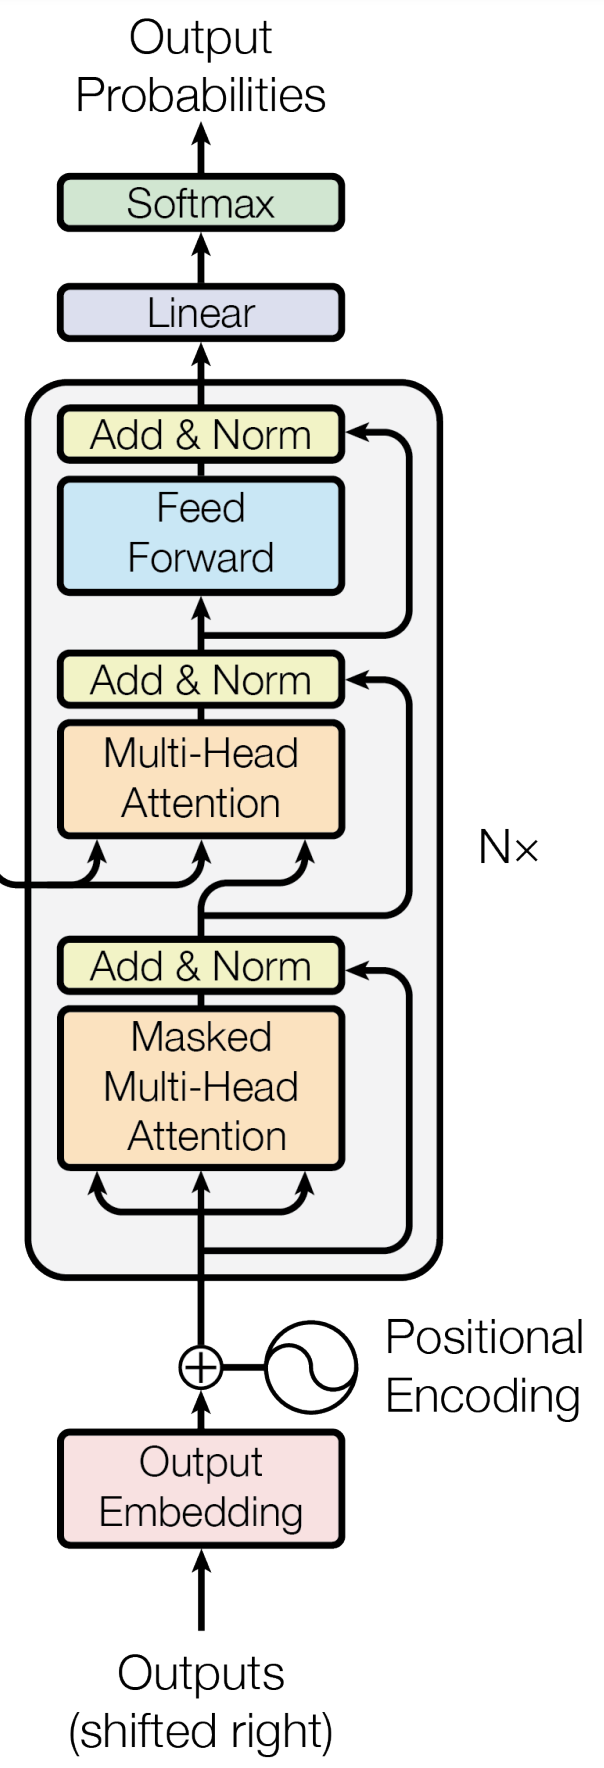 Output
Probabilities
Softmax
Linear
Add & Norm
Feed
Forward
Add & Norm
Multi-Head
Attention
N×
Add & Norm
Masked
Multi-Head
Attention
Positional
Encoding
Output
Embedding
Outputs
(shifted right)